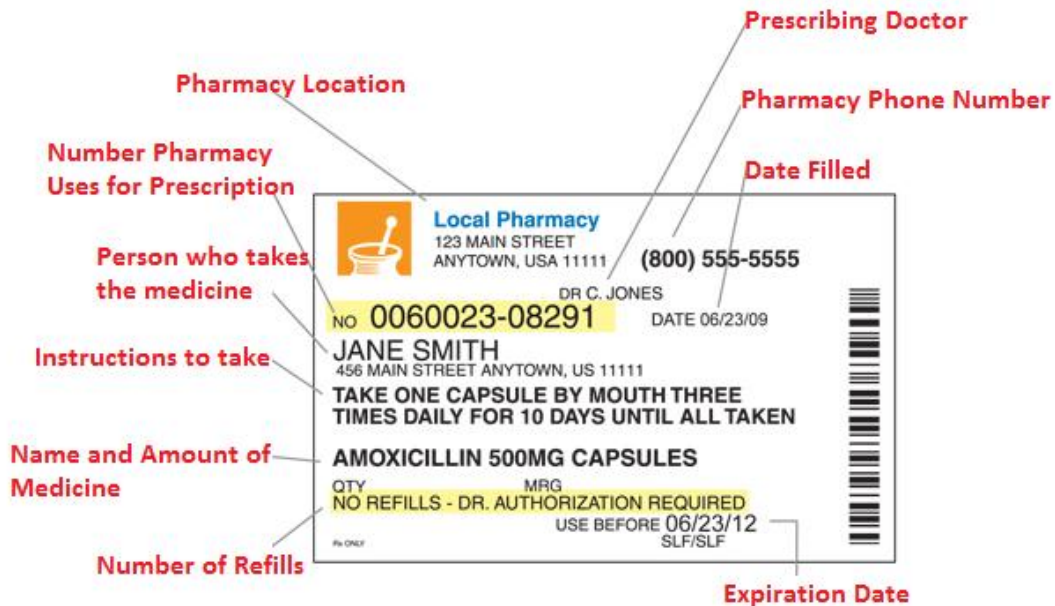 Prescribing Doctor
Pharmacy Location
Pharmacy Phone Number
Number Pharmacy
Uses for Prescription
Date Filled
Local Pharmacy
123 MAIN STREET
ANYTOWN, USA 11111
(800) 555-5555
Person who takes
the medicine
DR C. JONES
NO 0060023-08291
DATE 06/23/09
Instructions to take
JANE SMITH
456 MAIN STREET ANYTOWN, US 11111
TAKE ONE CAPSULE BY MOUTH THREE
TIMES DAILY FOR 10 DAYS UNTIL ALL TAKEN
Name and Amount of
Medicine
AMOXICILLIN 500MG CAPSULES
QTY MRG
NO REFILLS - DR. AUTHORIZATION REQUIRED
USE BEFORE 06/23/12
SLF/SLF
Rx ONLY
Number of Refills
Expiration Date